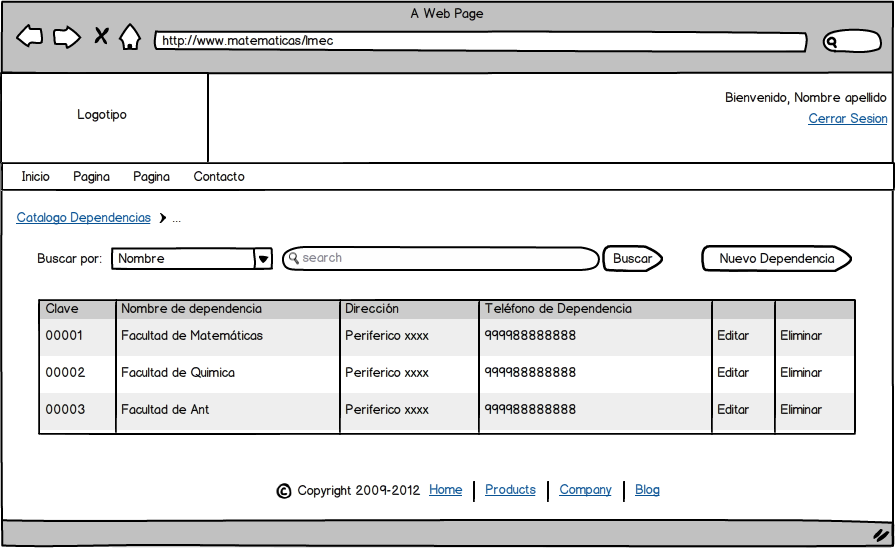 A Web Page
http://www.matematicas/lmec
Logotipo
Bienvenido, Nombre apellido
Cerrar Sesion
Inicio Pagina Pagina Contacto
Catalogo Dependencias ...
Buscar por: Nombre search Buscar Nuevo Dependencia
Clave Nombre de dependencia Dirección Teléfono de Dependencia
00001 Facultad de Matemáticas Periferico xxxx 999988888888 Editar Eliminar
00002 Facultad de Quimica Periferico xxxx 999988888888 Editar Eliminar
00003 Facultad de Ant Periferico xxxx 999988888888 Editar Eliminar
© Copyright 2009-2012 Home | Products | Company | Blog